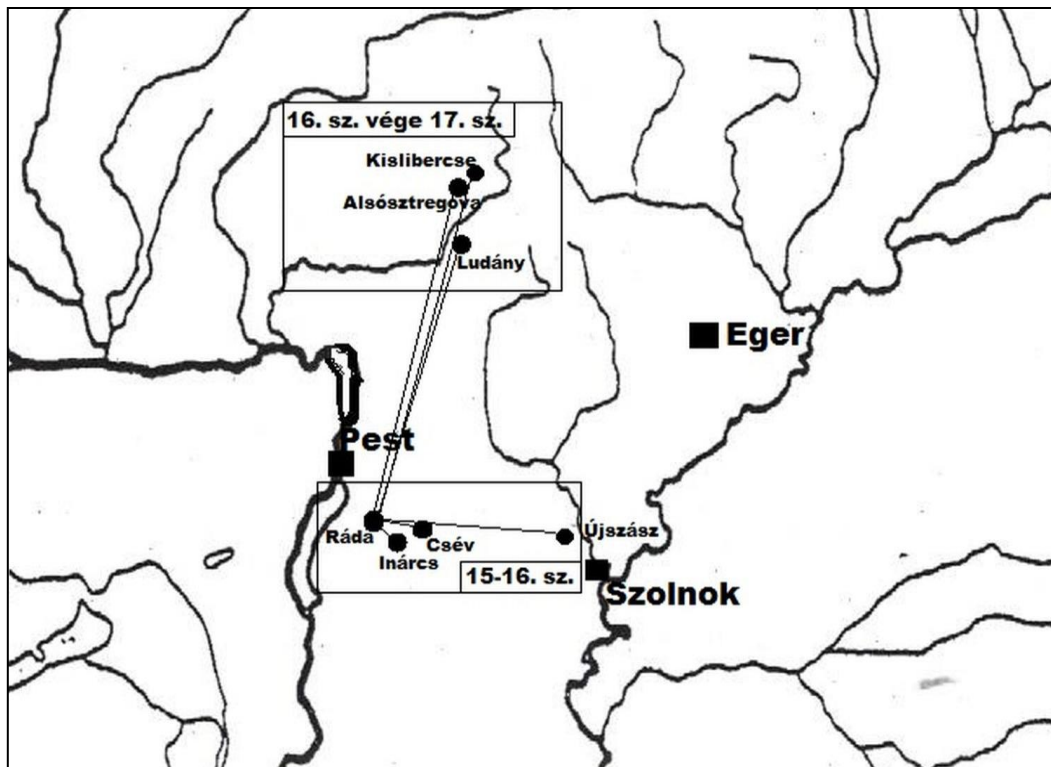 16. sz. vége 17. sz.
Kislibercse
Alsósztregova
Ludány
Eger
Pest
Ráda
Inárcs
Csév
Újszász
15-16. sz.
Szolnok